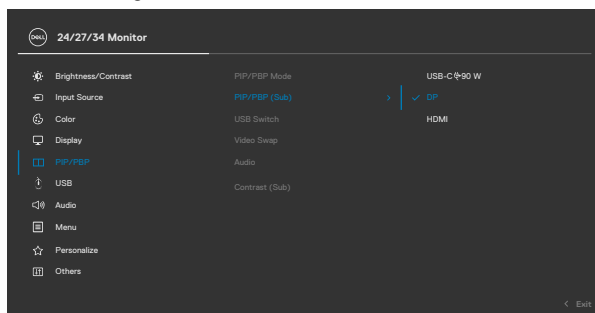 DELL 24/27/34 Monitor
Brightness/Contrast PIP/PBP Mode USB-C 90 W
Input Source PIP/PBP (Sub) > ✓ DP
Color USB Switch HDMI
Display Video Swap
PIP/PBP Audio
USB Contrast (Sub)
Audio
Menu
Personalize
Others
< Exit